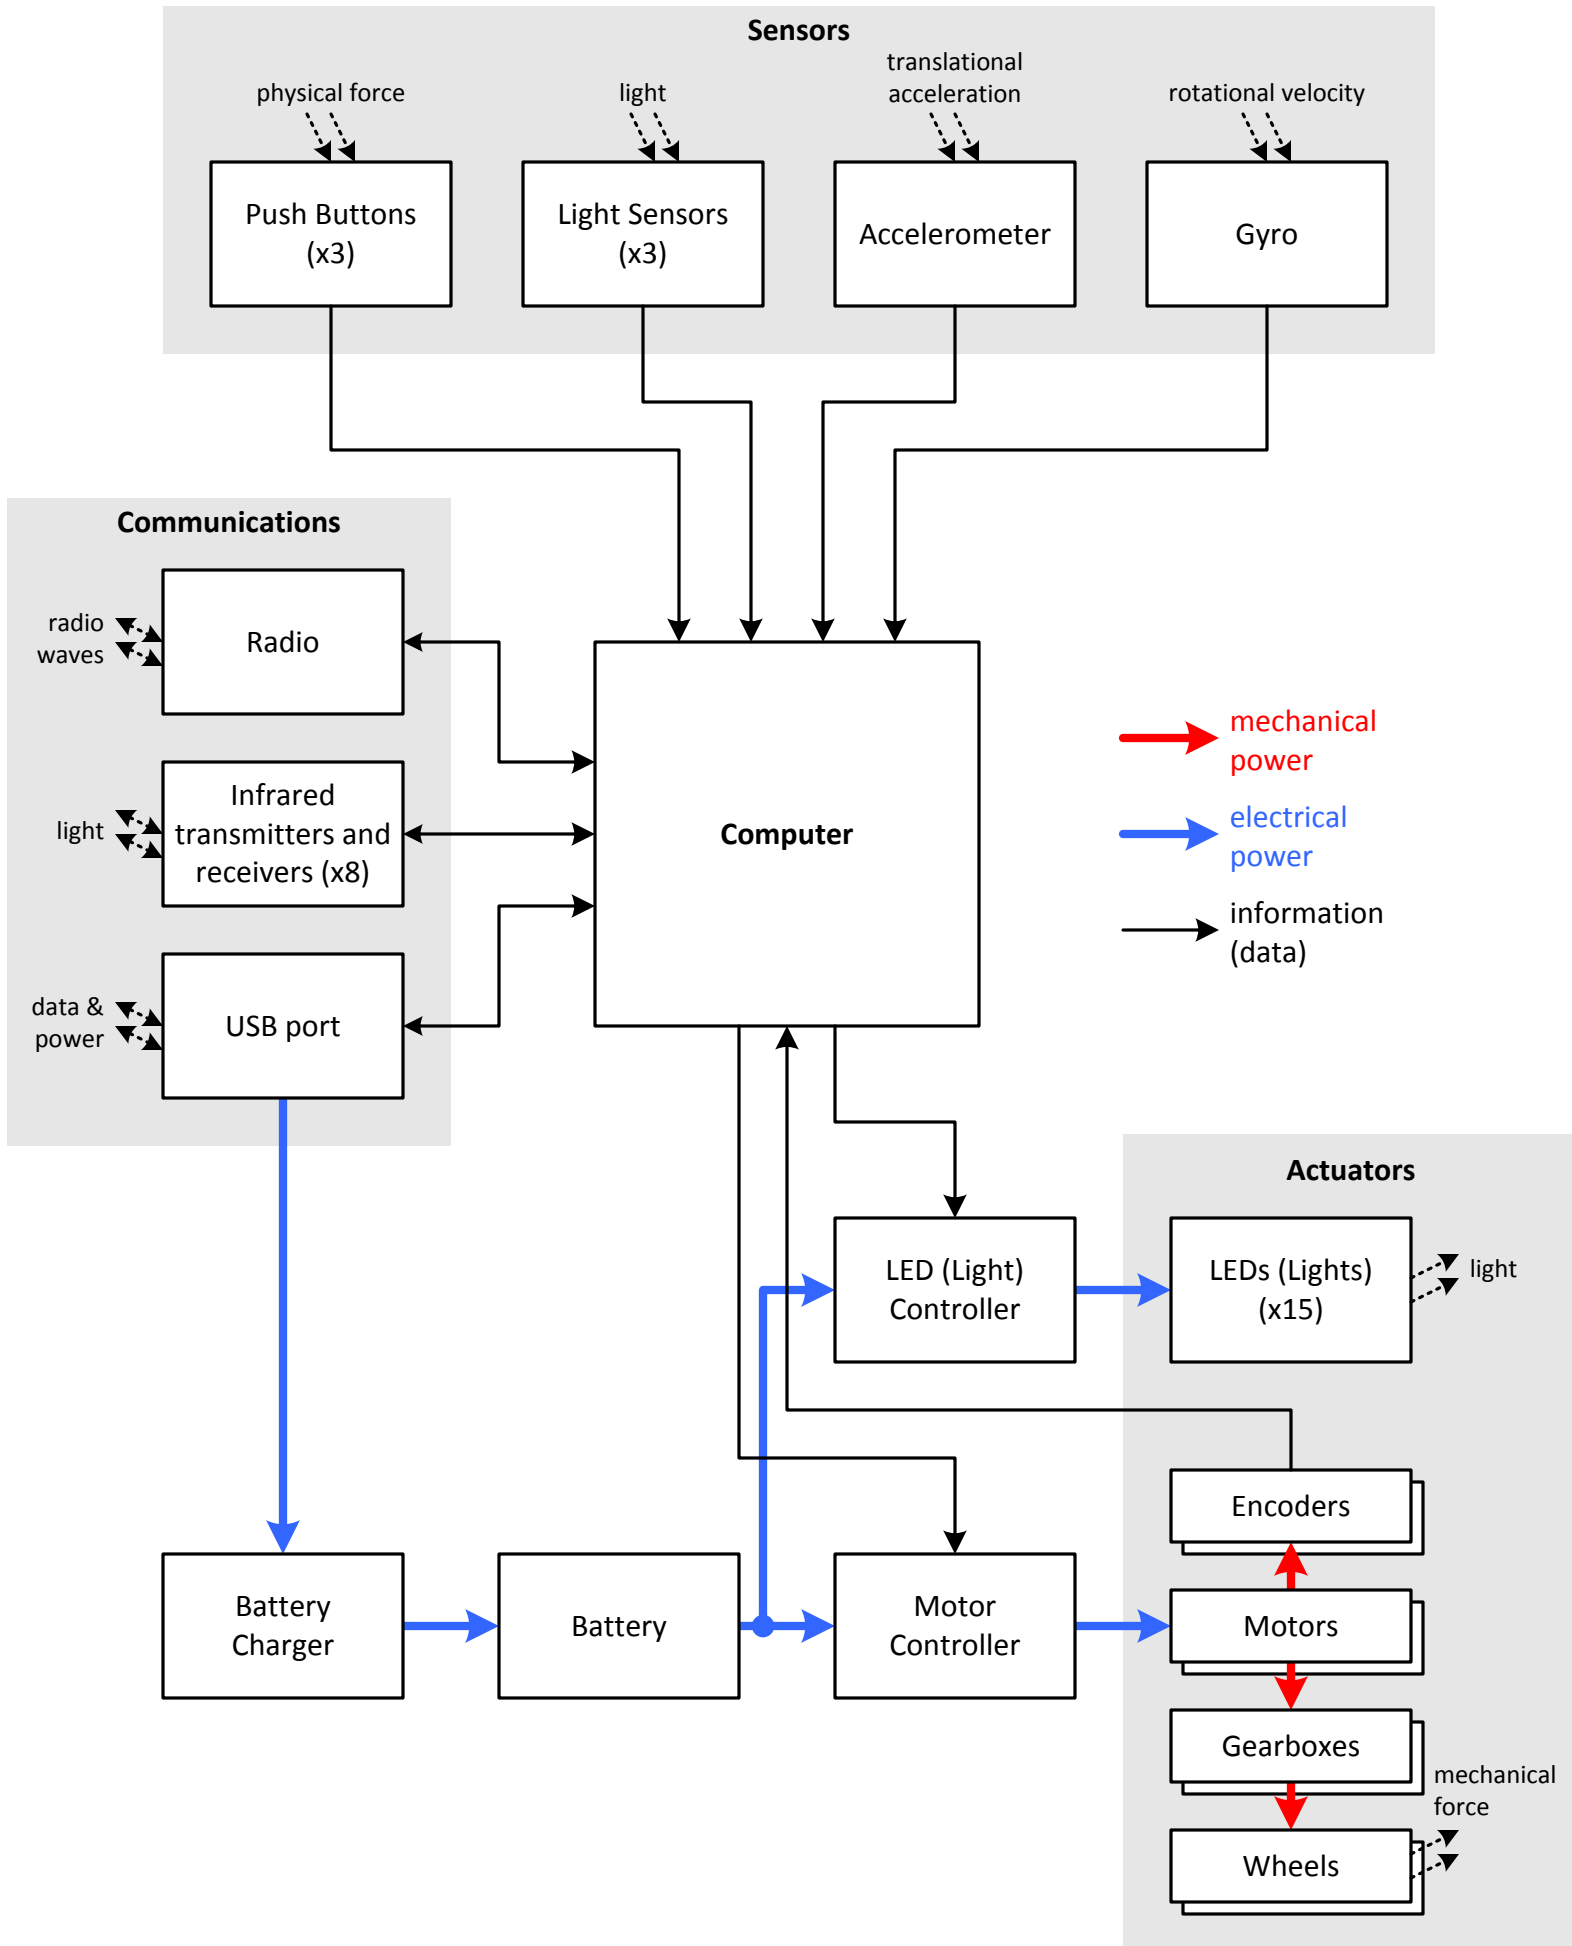 Sensors
physical force
light
translational
acceleration
rotational velocity
Push Buttons
(x3)
Light Sensors
(x3)
Accelerometer
Gyro
Communications
radio
waves
Radio
light
Infrared
transmitters and
receivers (x8)
data &
power
USB port
Computer
mechanical
power
electrical
power
information
(data)
Actuators
LED (Light)
Controller
LEDs (Lights)
(x15)
light
Encoders
Battery
Charger
Battery
Motor
Controller
Motors
Gearboxes
mechanical
force
Wheels